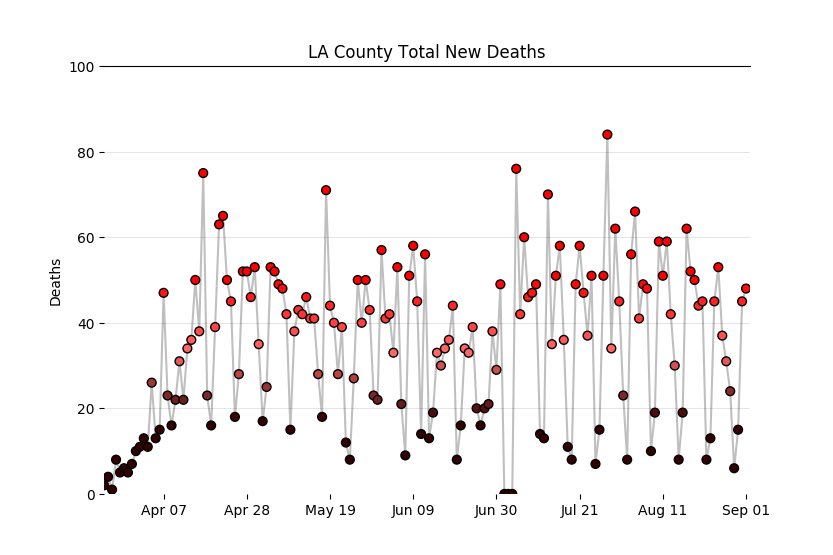 LA County Total New Deaths
100
80
60
40
20
0
Deaths
Apr 07
Apr 28
May 19
Jun 09
Jun 30
Jul 21
Aug 11
Sep 01